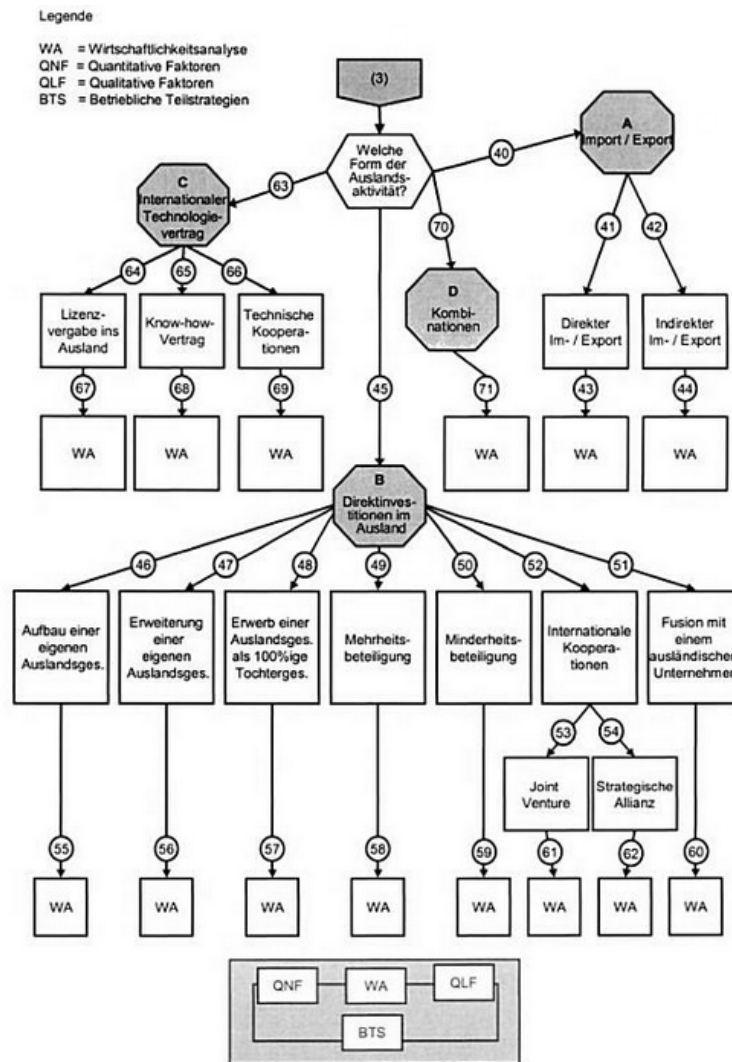 Legende
WA = Wirtschaftlichkeitsanalyse
QNF = Quantitative Faktoren
QLF = Qualitative Faktoren
BTS = Betriebliche Teilstrategien
(3)
Welche
Form der
Auslands-
aktivität?
40
A
Import / Export
63
C
Internationaler
Technologie-
vertrag
70
D
Kombi-
nationen
41
42
64
65
66
Lizenz-
vergabe ins
Ausland
Know-how-
Vertrag
Technische
Koopera-
tionen
Direkter
Im- / Export
Indirekter
Im- / Export
67
68
69
45
71
43
44
WA
WA
WA
WA
WA
WA
B
Direktinves-
titionen im
Ausland
46
47
48
49
50
52
51
Aufbau einer
eigenen
Auslandsges.
Erweiterung
einer
eigenen
Auslandsges.
Erwerb einer
Auslandsges.
als 100%ige
Tochterges.
Mehrheits-
beteiligung
Minderheits-
beteiligung
Internationale
Koopera-
tionen
Fusion mit
einem
ausländischen
Unternehmen
53
54
Joint
Venture
Strategische
Allianz
55
56
57
58
59
61
62
60
WA
WA
WA
WA
WA
WA
WA
WA
QNF
WA
QLF
BTS